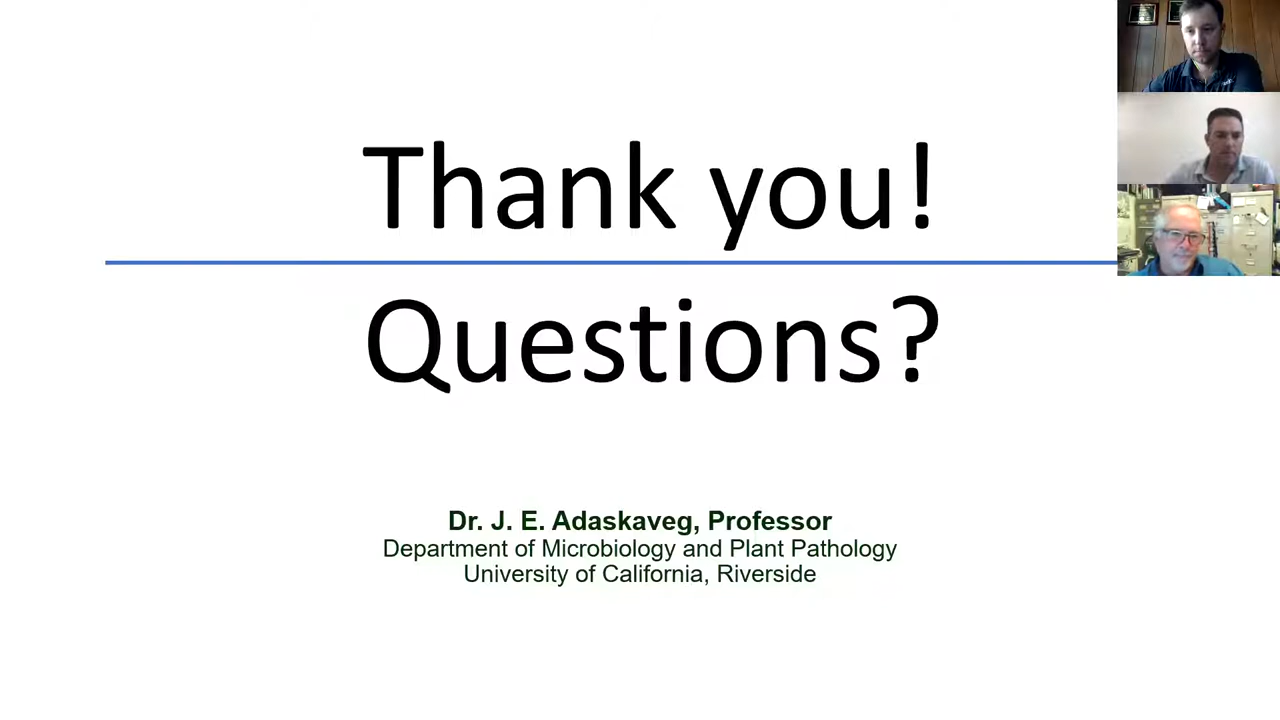 Thank you!
Questions?
Dr. J. E. Adaskaveg, Professor
Department of Microbiology and Plant Pathology
University of California, Riverside